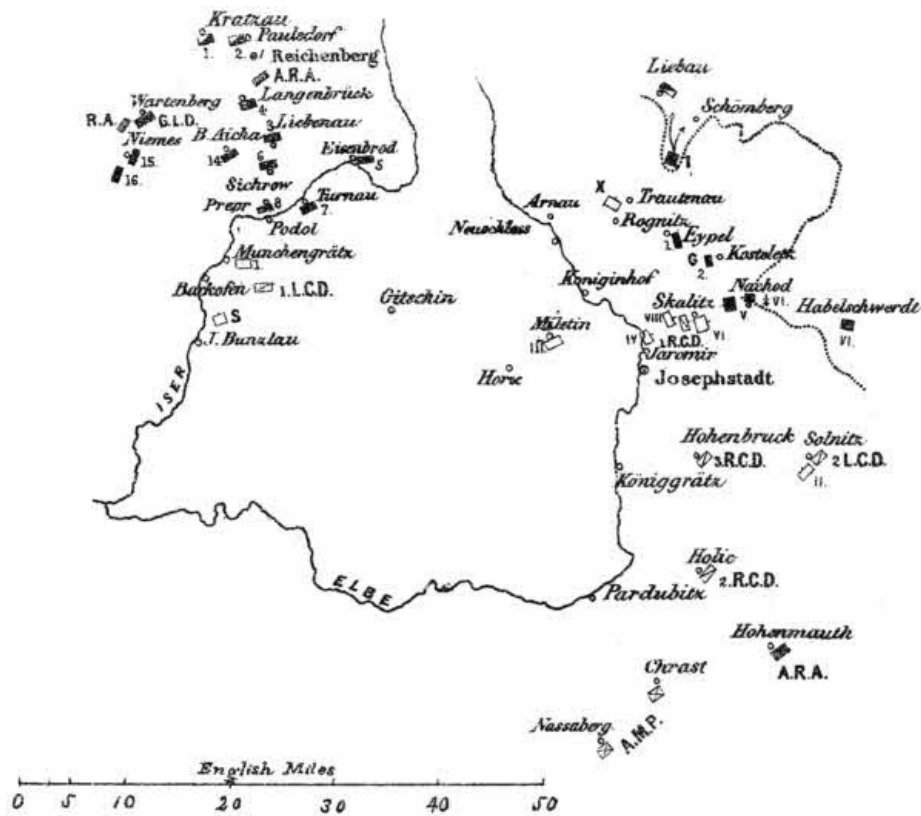 Kratzau
1.
Paulsdorf
2.
Reichenberg
A.R.A.
Langenbrück
4.
Wartenberg
R.A.
G.L.D.
3
Liebenau
Niemes
15.
16.
B. Aicha
14
6
Eisenbrod
5
Sichrow
Prepr
8
Turnau
7.
Podol
Munchengrätz
1.
Backofen
1. L.C.D.
S
J. Bunzlau
ISER
Gitschin
Liebau
Schömberg
I.
X
Trautenau
Arnau
Rognitz
Neuschloss
1.
Eypel
G
2.
Kosteletz
Königinhof
Skalitz
Nachod
VI.
V
Habelschwerdt
VI.
VIII
VI
Miletin
III
IV
1.R.C.D.
Jaromir
Horic
Josephstadt
Hohenbruck
3.R.C.D.
Solnitz
2 L.C.D.
II.
Königgrätz
Holic
2.R.C.D.
ELBE
Pardubitz
Hohenmauth
A.R.A.
Chrast
Nassaberg
A.M.P.
English Miles
0 5 10 20 30 40 50